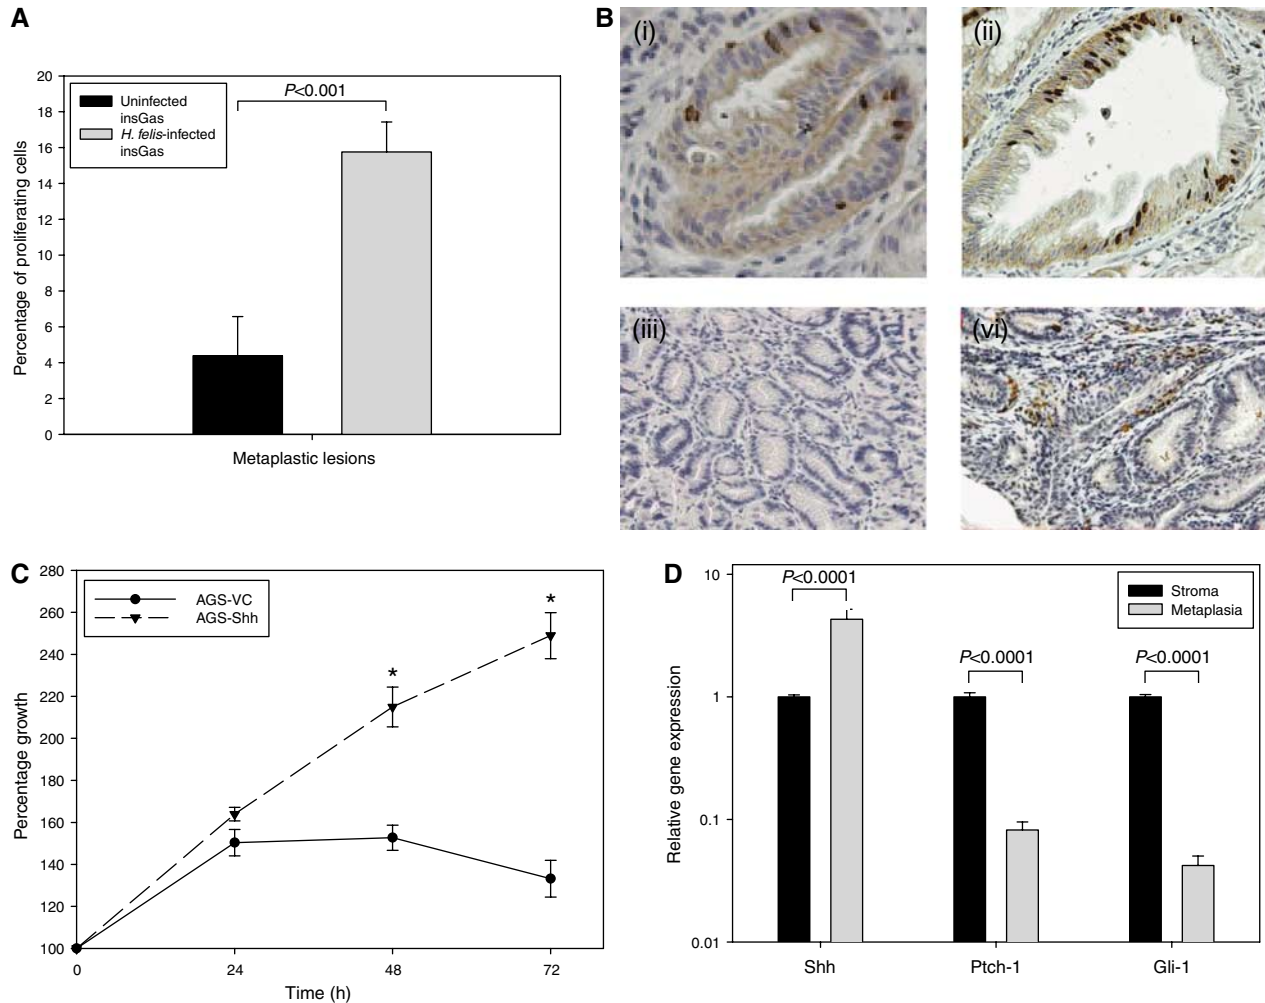 A
Percentage of proliferating cells
20
18
16
14
12
10
8
6
4
2
0
Uninfected
insGas
H. felis-infected
insGas
P<0.001
Metaplastic lesions
B
(i)
(ii)
(iii)
(vi)
C
Percentage growth
280
260
240
220
200
180
160
140
120
100
AGS-VC
AGS-Shh
*
*
0 24 48 72
Time (h)
D
Relative gene expression
10
1
0.1
0.01
P<0.0001
Stroma
Metaplasia
P<0.0001
P<0.0001
Shh Ptch-1 Gli-1